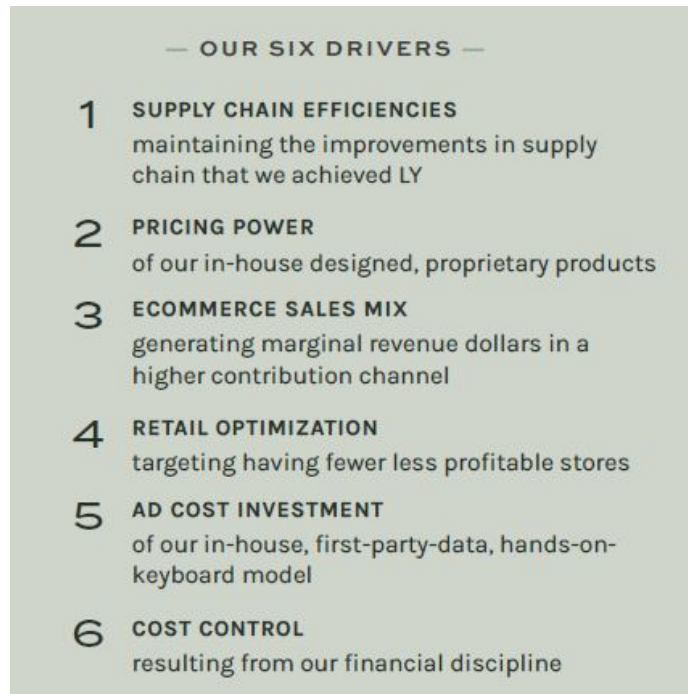 — OUR SIX DRIVERS —
1 SUPPLY CHAIN EFFICIENCIES
maintaining the improvements in supply
chain that we achieved LY
2 PRICING POWER
of our in-house designed, proprietary products
3 ECOMMERCE SALES MIX
generating marginal revenue dollars in a
higher contribution channel
4 RETAIL OPTIMIZATION
targeting having fewer less profitable stores
5 AD COST INVESTMENT
of our in-house, first-party-data, hands-on-
keyboard model
6 COST CONTROL
resulting from our financial discipline